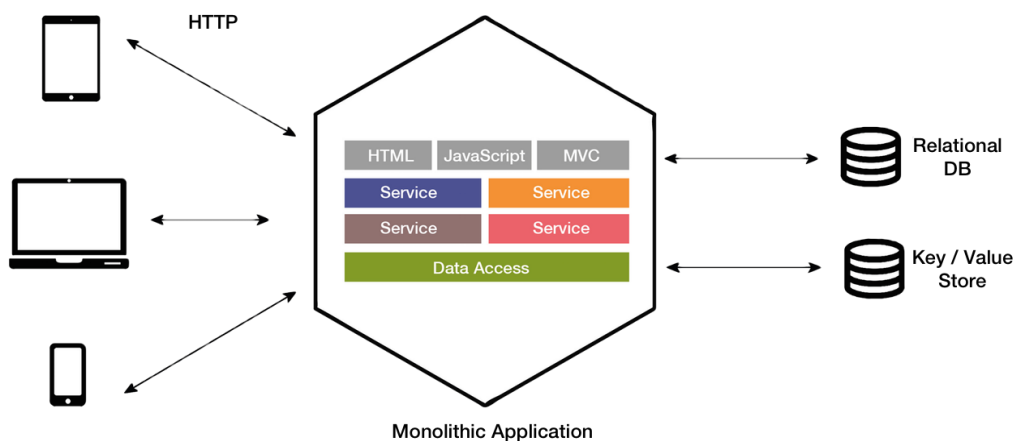 HTTP
HTML JavaScript MVC
Service Service
Service Service
Data Access
Relational
DB
Key / Value
Store
Monolithic Application